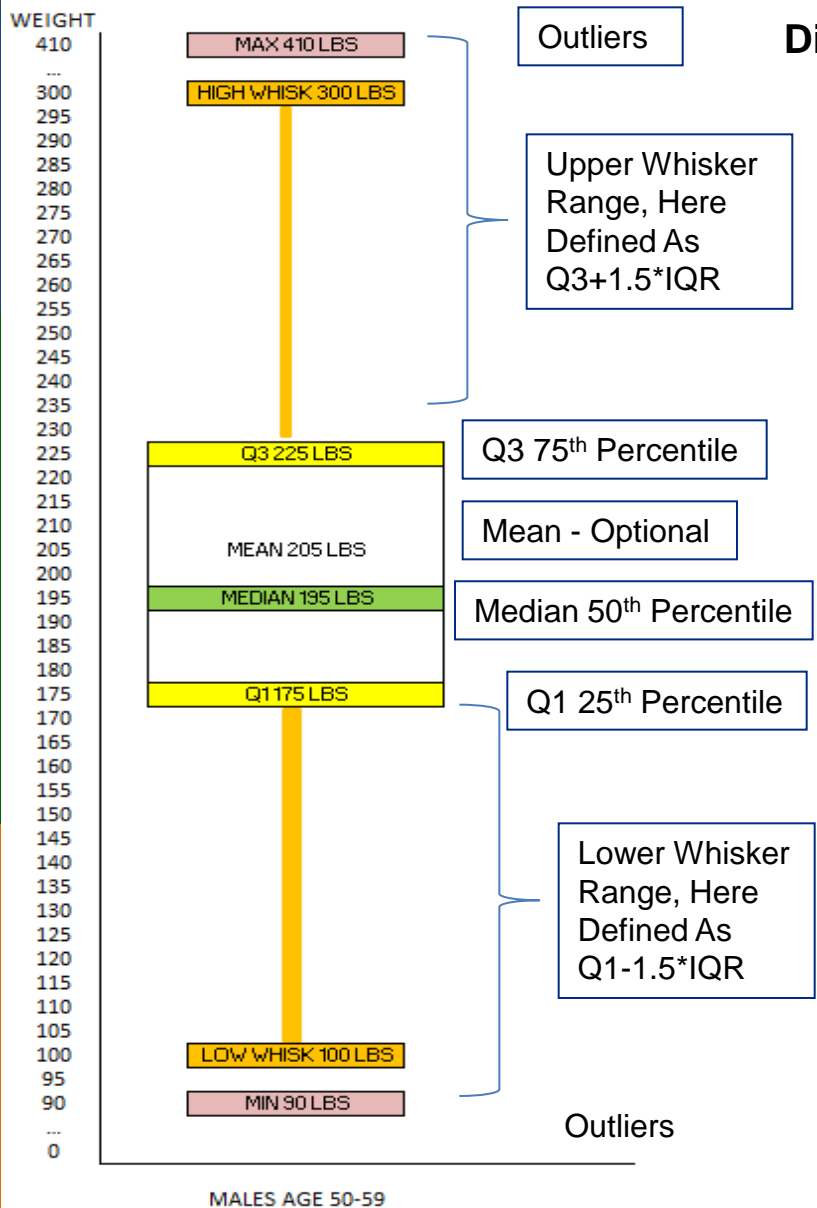 WEIGHT
410
...
300
295
290
285
280
275
270
265
260
255
250
245
240
235
230
225
220
215
210
205
200
195
190
185
180
175
170
165
160
155
150
145
140
135
130
125
120
115
110
105
100
95
90
...
0
MAX 410 LBS
HIGH WHISK 300 LBS
Q3 225 LBS
MEAN 205 LBS
MEDIAN 195 LBS
Q1 175 LBS
LOW WHISK 100 LBS
MIN 90 LBS
MALES AGE 50-59
Outliers
Di
Upper Whisker
Range, Here
Defined As
Q3+1.5*IQR
Q3 75th Percentile
Mean - Optional
Median 50th Percentile
Q1 25th Percentile
Lower Whisker
Range, Here
Defined As
Q1-1.5*IQR
Outliers